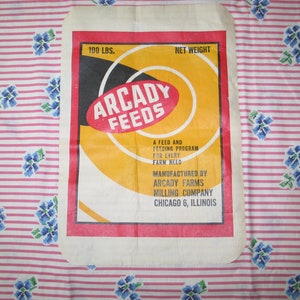 100 LBS. NET WEIGHT
ARCADY
FEEDS
A FEED AND
FEEDING PROGRAM
FOR EVERY
FARM NEED
MANUFACTURED BY
ARCADY FARMS
MILLING COMPANY
CHICAGO 6, ILLINOIS